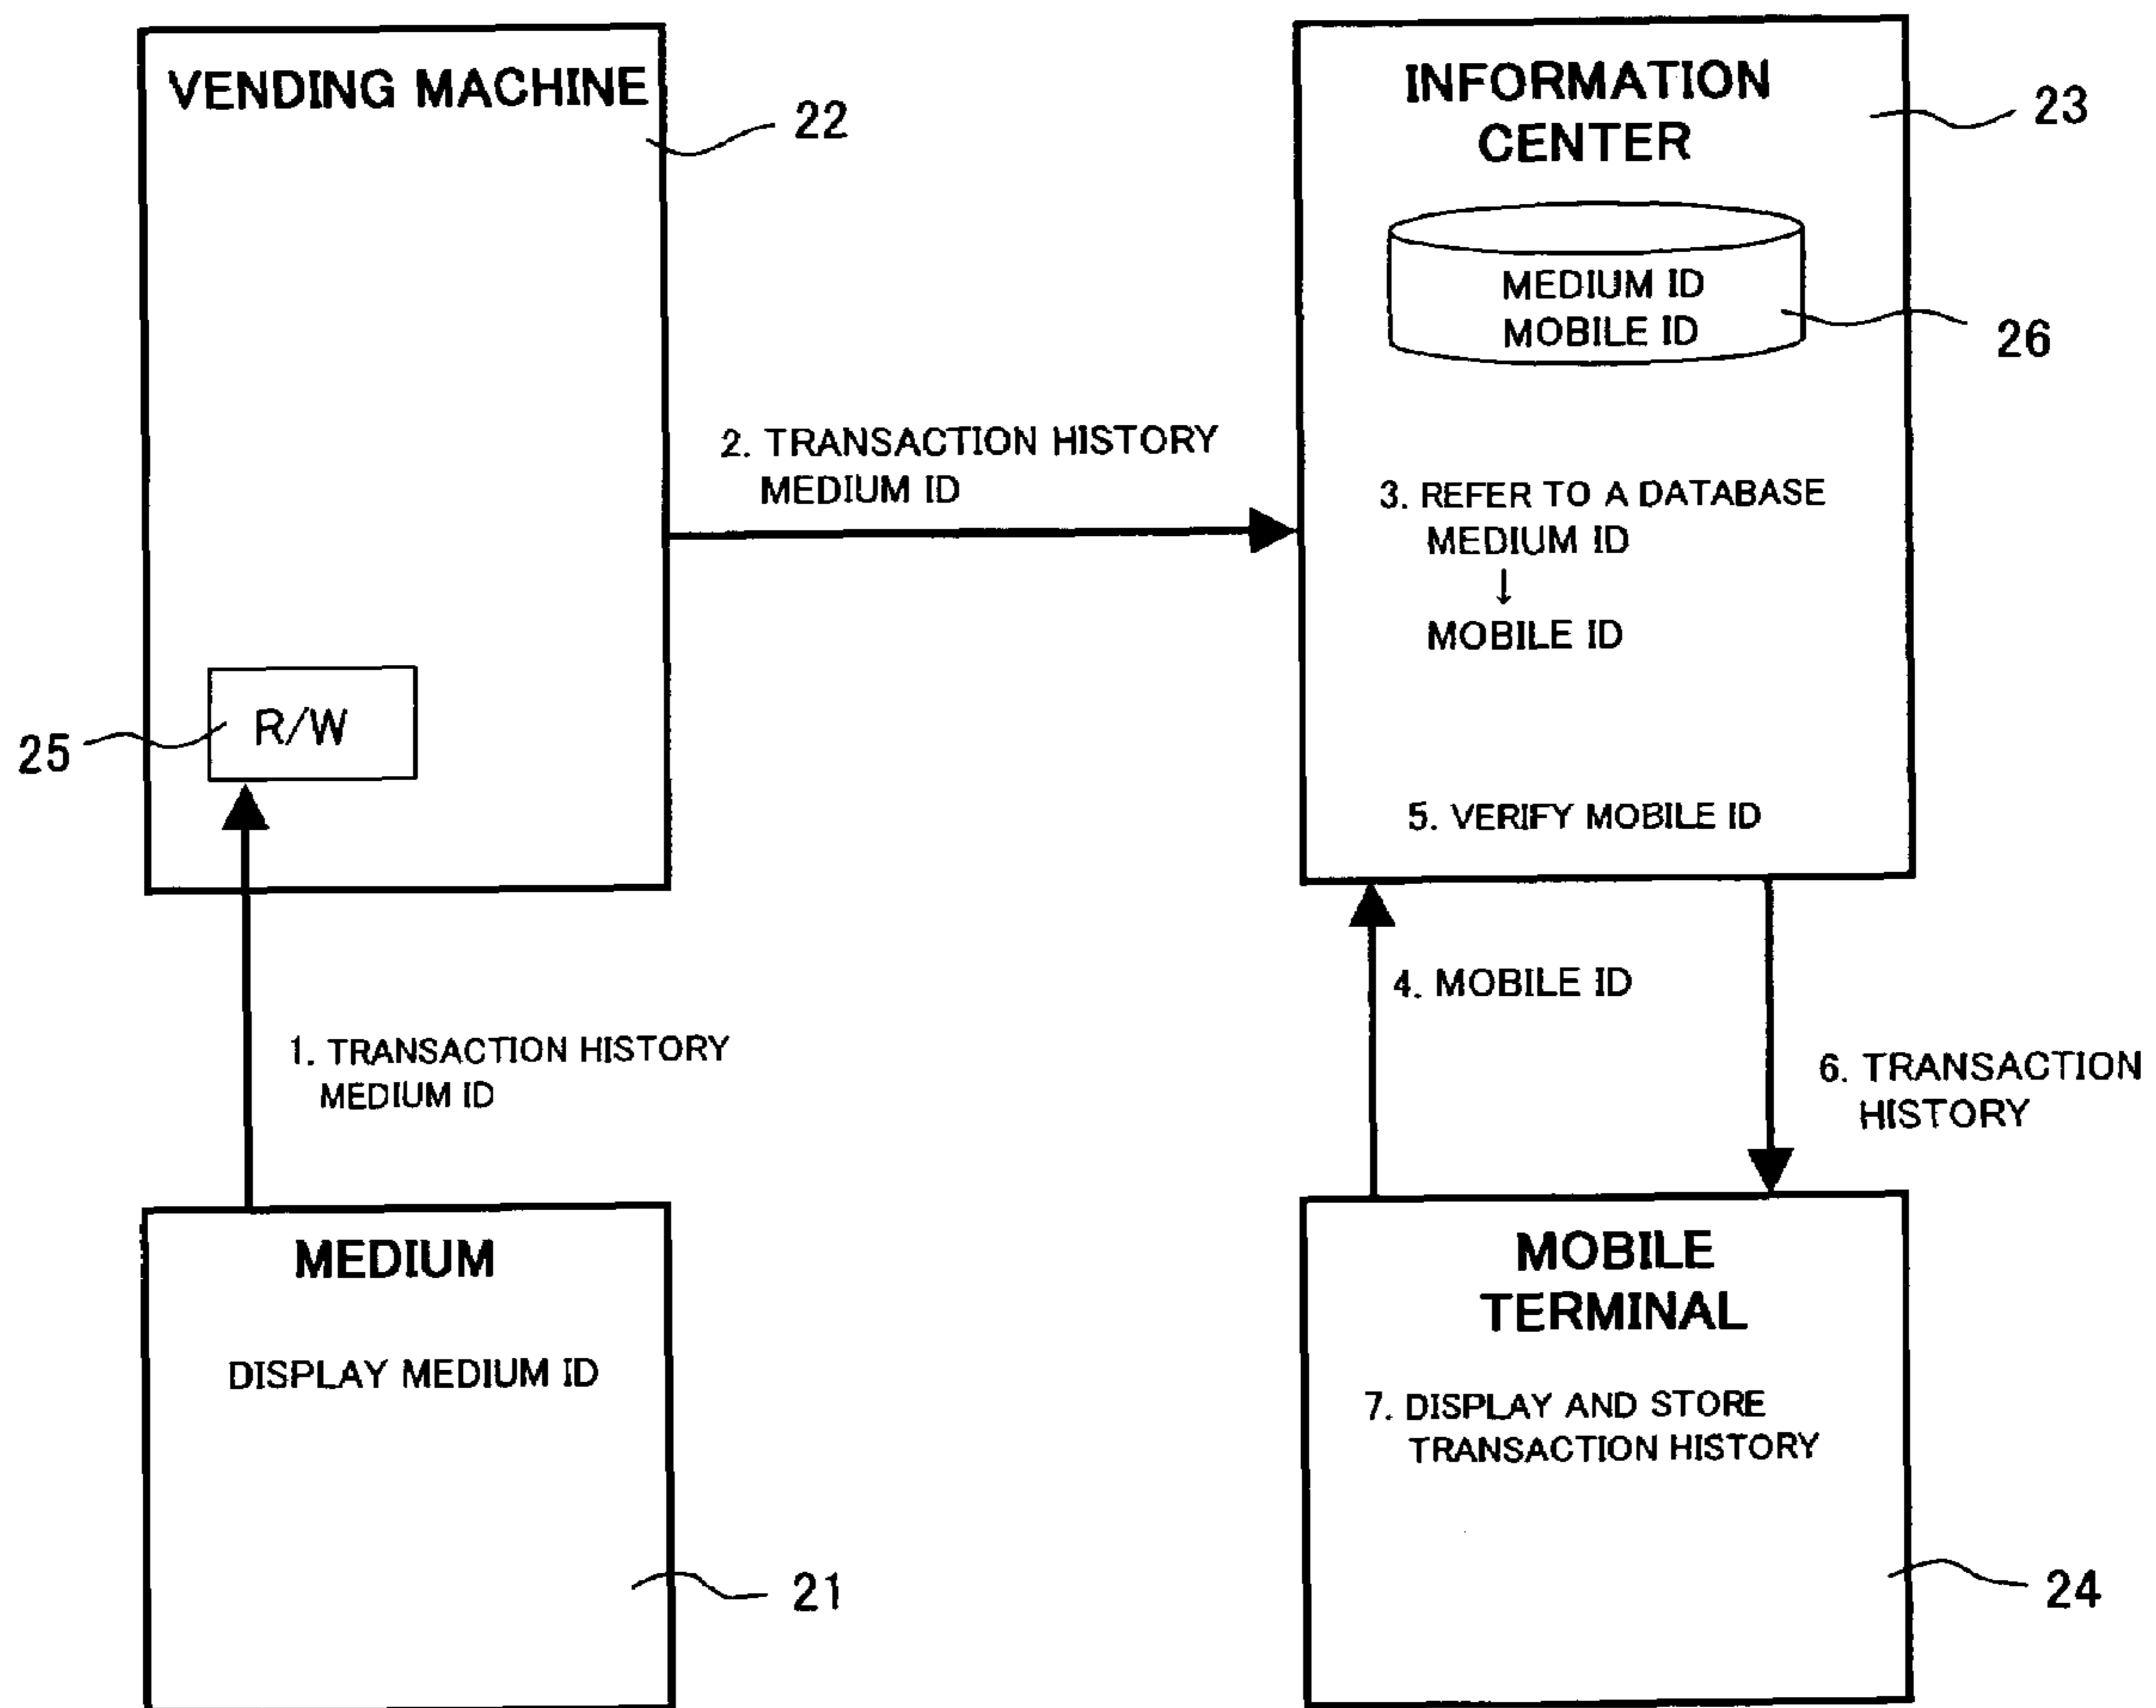 VENDING MACHINE
22
25
R/W
1. TRANSACTION HISTORY
MEDIUM ID
MEDIUM
DISPLAY MEDIUM ID
21
2. TRANSACTION HISTORY
MEDIUM ID
INFORMATION
CENTER
23
MEDIUM ID
MOBILE ID
26
3. REFER TO A DATABASE
MEDIUM ID
↓
MOBILE ID
5. VERIFY MOBILE ID
4. MOBILE ID
6. TRANSACTION
HISTORY
MOBILE
TERMINAL
7. DISPLAY AND STORE
TRANSACTION HISTORY
24